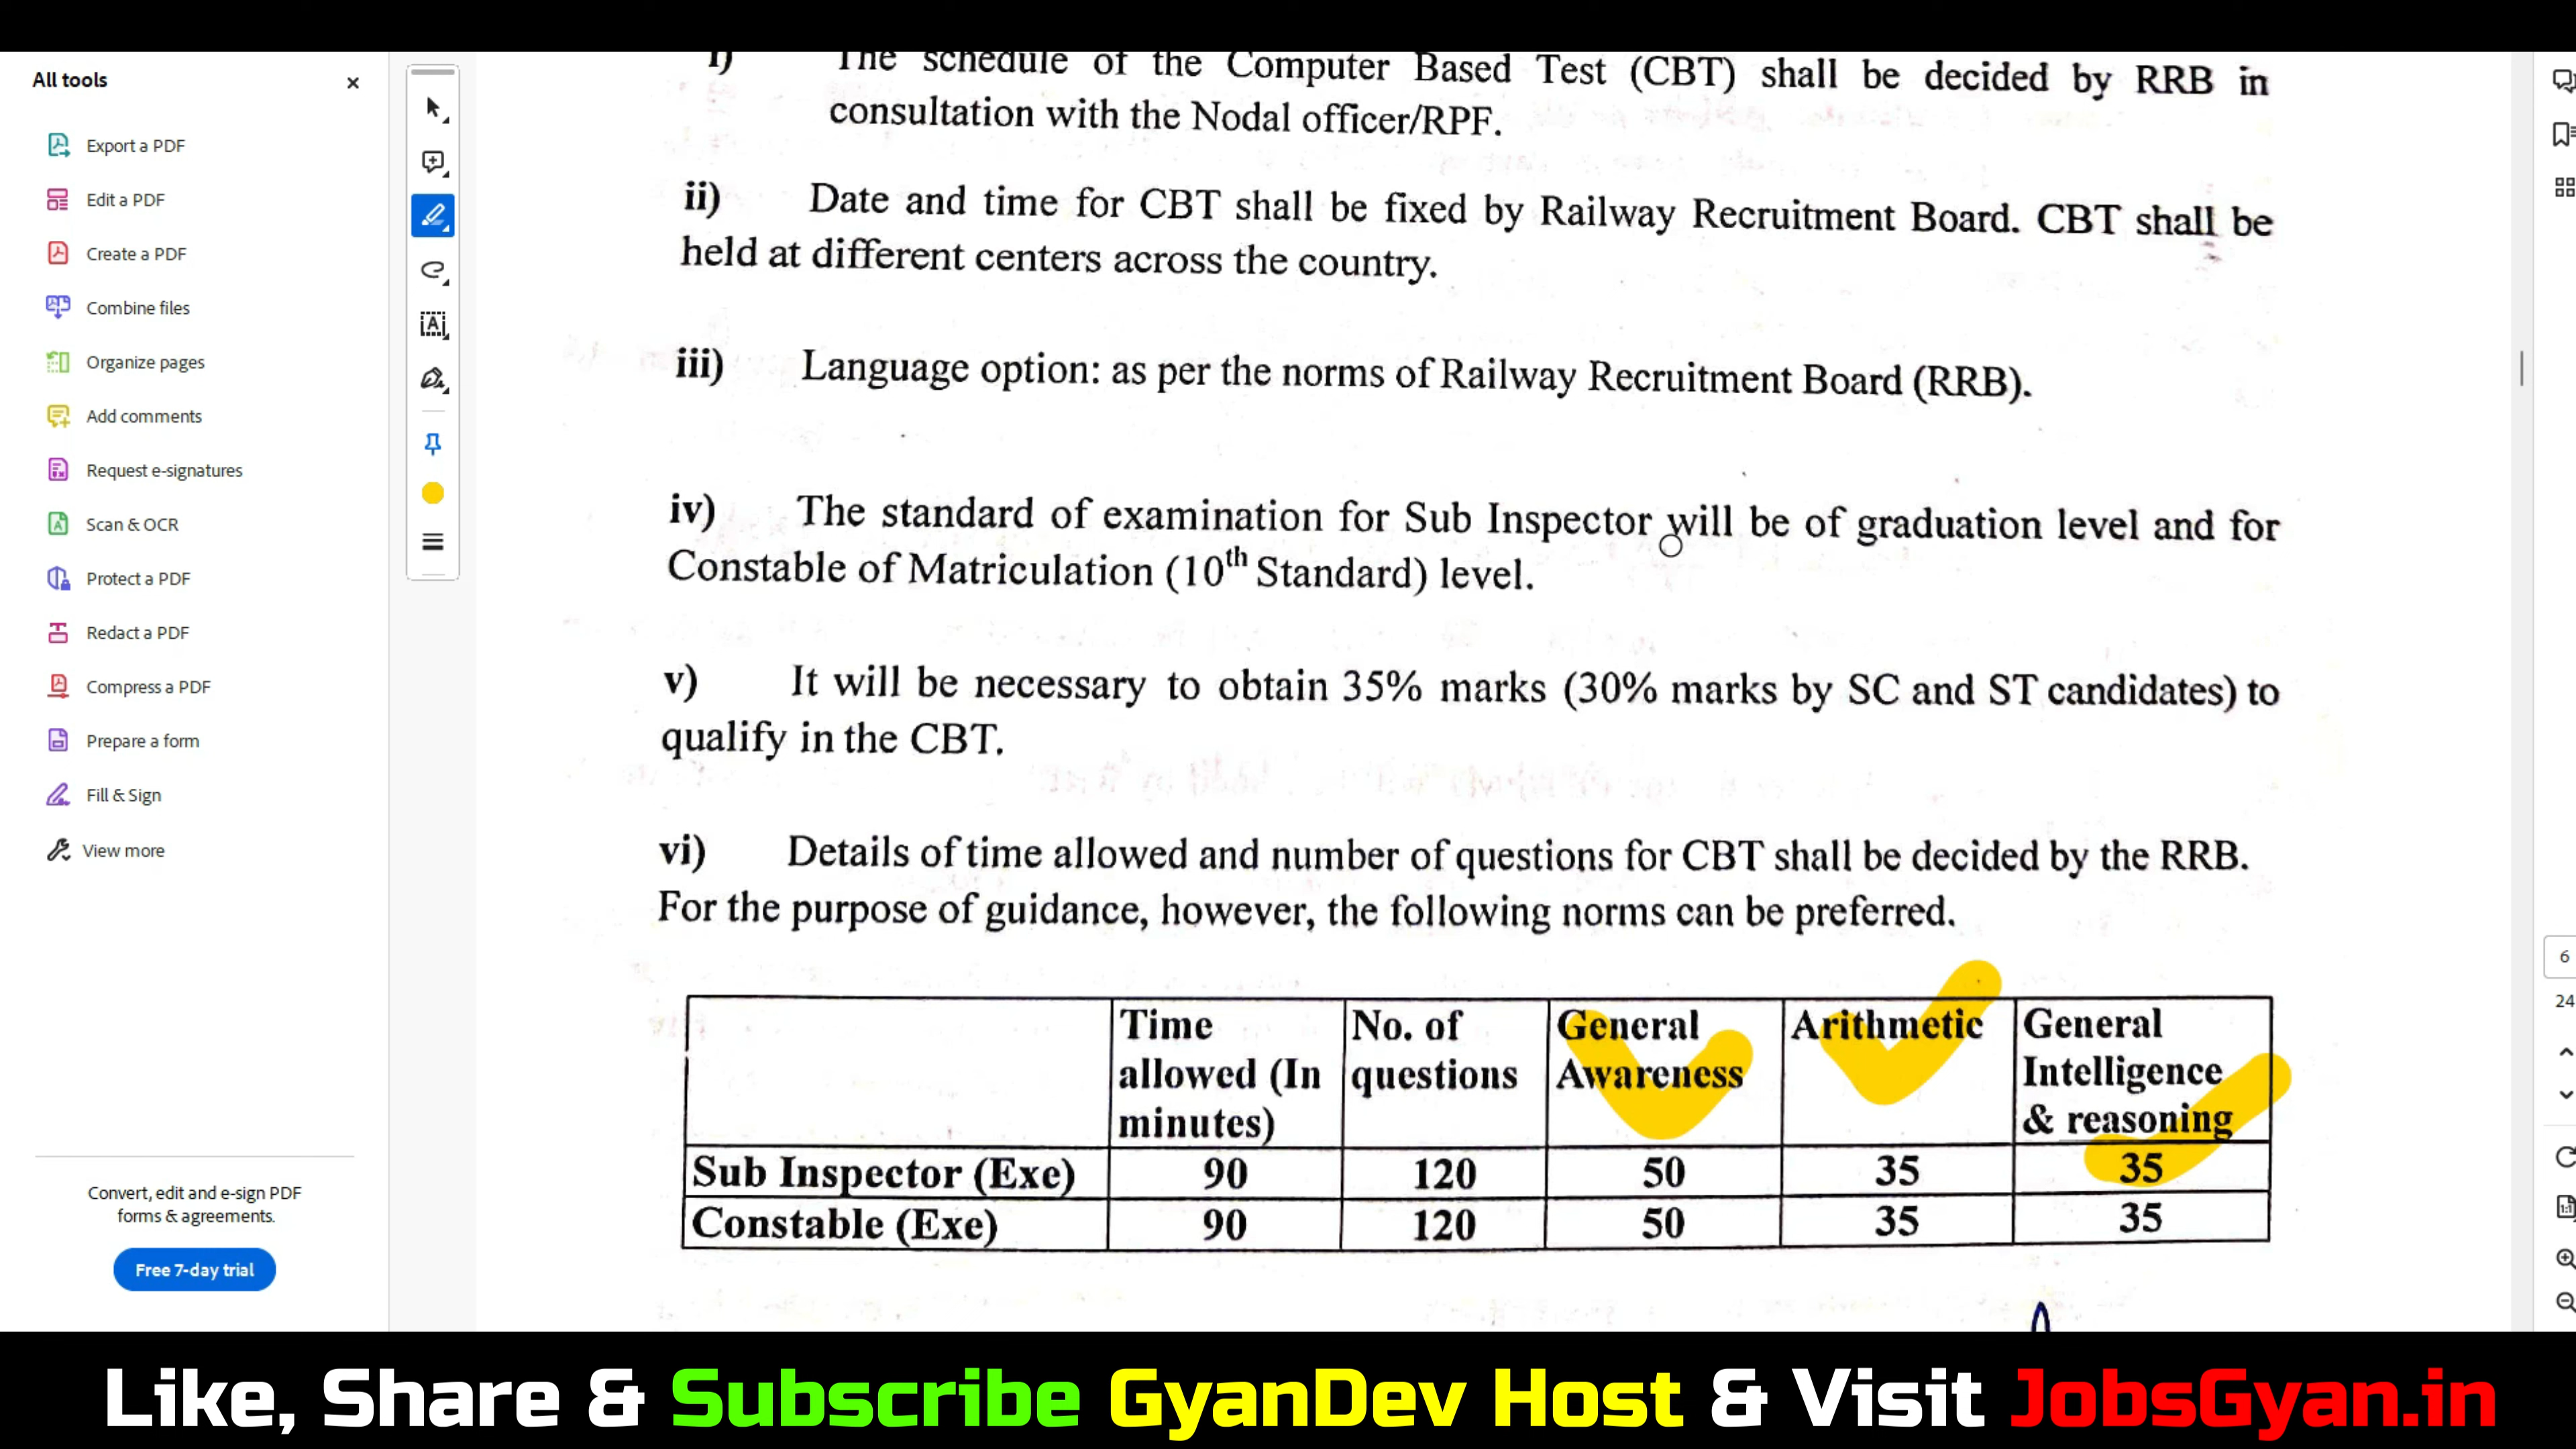 All tools
Export a PDF
Edit a PDF
Create a PDF
Combine files
Organize pages
Add comments
Request e-signatures
Scan & OCR
Protect a PDF
Redact a PDF
Compress a PDF
Prepare a form
Fill & Sign
View more
Convert, edit and e-sign PDF
forms & agreements.
Free 7-day trial
i) The schedule of the Computer Based Test (CBT) shall be decided by RRB in
consultation with the Nodal officer/RPF.
ii) Date and time for CBT shall be fixed by Railway Recruitment Board. CBT shall be
held at different centers across the country.
iii) Language option: as per the norms of Railway Recruitment Board (RRB).
iv) The standard of examination for Sub Inspector will be of graduation level and for
Constable of Matriculation (10th Standard) level.
v) It will be necessary to obtain 35% marks (30% marks by SC and ST candidates) to
qualify in the CBT.
vi) Details of time allowed and number of questions for CBT shall be decided by the RRB.
For the purpose of guidance, however, the following norms can be preferred.
Time allowed (In minutes) No. of questions General Awareness Arithmetic General Intelligence & reasoning
Sub Inspector (Exe) 90 120 50 35 35
Constable (Exe) 90 120 50 35 35
6
24
Like, Share & Subscribe GyanDev Host & Visit JobsGyan.in